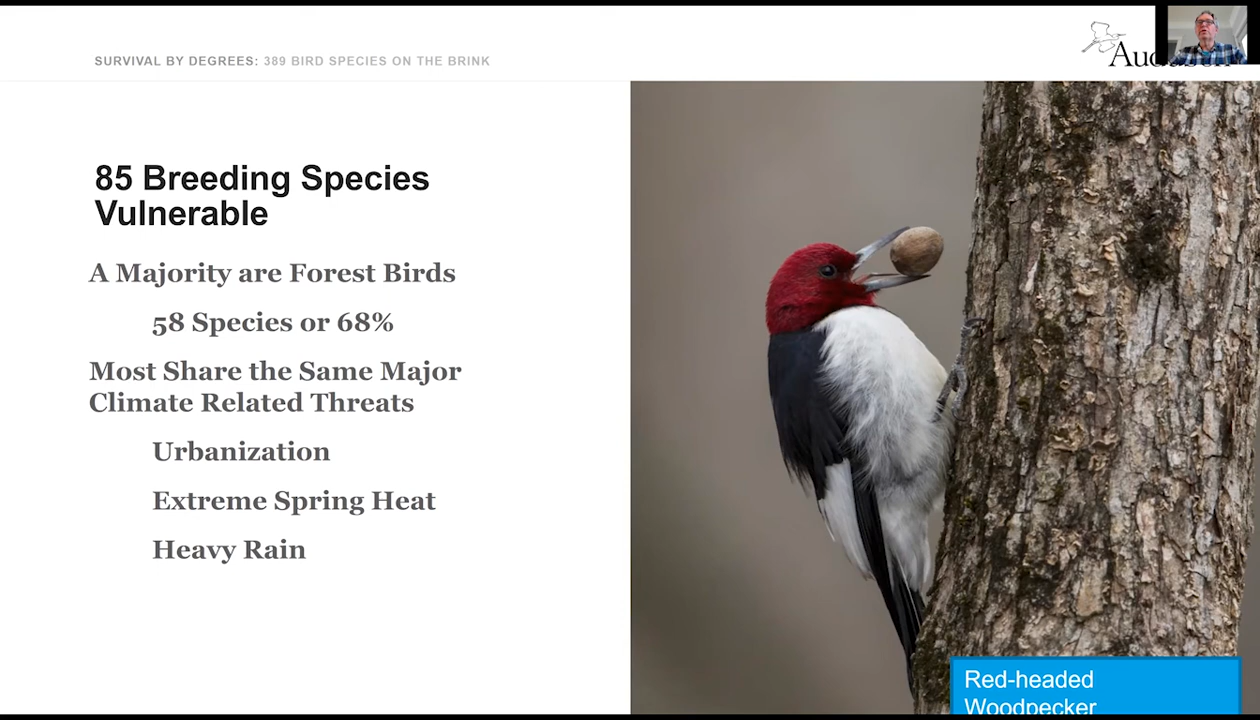 SURVIVAL BY DEGREES: 389 BIRD SPECIES ON THE BRINK
85 Breeding Species
Vulnerable
A Majority are Forest Birds
58 Species or 68%
Most Share the Same Major
Climate Related Threats
Urbanization
Extreme Spring Heat
Heavy Rain
Red-headed
Woodpecker